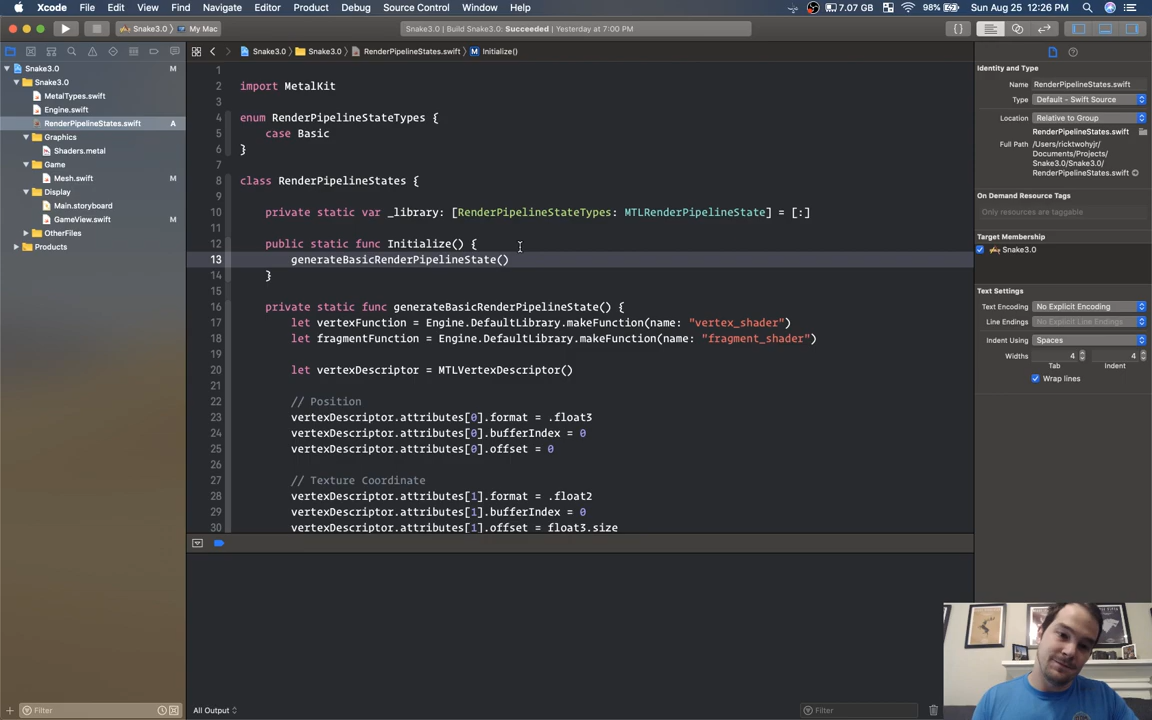 Xcode File Edit View Find Navigate Editor Product Debug Source Control Window Help 7.07 GB 98% Sun Aug 25 12:26 PM
Snake3.0 My Mac Snake3.0 | Build Snake3.0: Succeeded | Yesterday at 7:00 PM {}
Snake3.0 Snake3.0 RenderPipelineStates.swift M Initialize()
Snake3.0 M
Snake3.0
MetalTypes.swift
Engine.swift
RenderPipelineStates.swift A
Graphics
Shaders.metal
Game
Mesh.swift M
Display
Main.storyboard
GameView.swift M
OtherFiles
Products
Filter
1
2 import MetalKit
3
4 enum RenderPipelineStateTypes {
5 case Basic
6 }
7
8 class RenderPipelineStates {
9
10 private static var _library: [RenderPipelineStateTypes: MTLRenderPipelineState] = [:]
11
12 public static func Initialize() {
13 generateBasicRenderPipelineState()
14 }
15
16 private static func generateBasicRenderPipelineState() {
17 let vertexFunction = Engine.DefaultLibrary.makeFunction(name: "vertex_shader")
18 let fragmentFunction = Engine.DefaultLibrary.makeFunction(name: "fragment_shader")
19
20 let vertexDescriptor = MTLVertexDescriptor()
21
22 // Position
23 vertexDescriptor.attributes[0].format = .float3
24 vertexDescriptor.attributes[0].bufferIndex = 0
25 vertexDescriptor.attributes[0].offset = 0
26
27 // Texture Coordinate
28 vertexDescriptor.attributes[1].format = .float2
29 vertexDescriptor.attributes[1].bufferIndex = 0
30 vertexDescriptor.attributes[1].offset = float3.size
All Output
Filter
Identity and Type
Name RenderPipelineStates.swift
Type Default - Swift Source
Location Relative to Group
RenderPipelineStates.swift
Full Path /Users/ricktwohyjr/
Documents/Projects/
Snake3.0/Snake3.0/
RenderPipelineStates.swift
On Demand Resource Tags
Only resources are taggable
Target Membership
Snake3.0
Text Settings
Text Encoding No Explicit Encoding
Line Endings No Explicit Line Endings
Indent Using Spaces
Widths 4 4
Tab Indent
Wrap lines